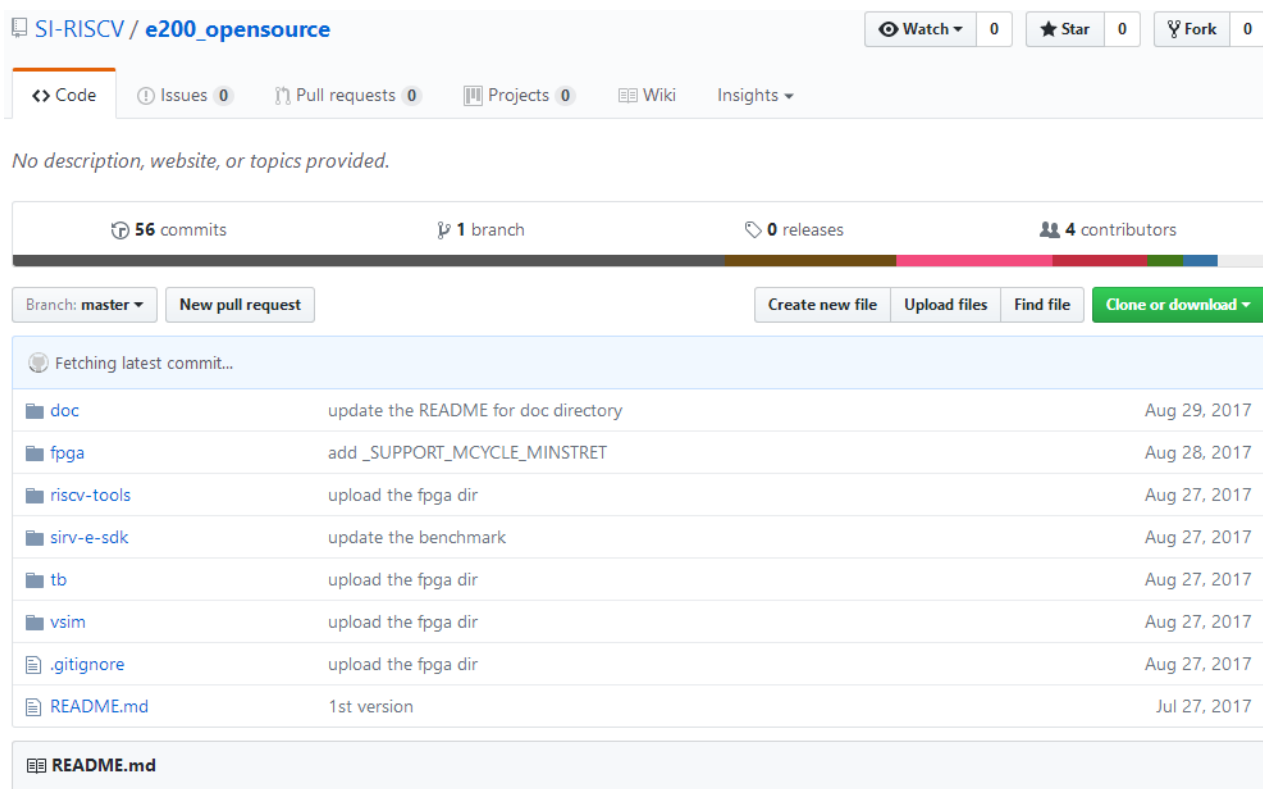 SI-RISCV / e200_opensource Watch 0 Star 0 Fork 0
Code Issues 0 Pull requests 0 Projects 0 Wiki Insights
No description, website, or topics provided.
56 commits 1 branch 0 releases 4 contributors
Branch: master New pull request Create new file Upload files Find file Clone or download
Fetching latest commit...
doc update the README for doc directory Aug 29, 2017
fpga add _SUPPORT_MCYCLE_MINSTRET Aug 28, 2017
riscv-tools upload the fpga dir Aug 27, 2017
sirv-e-sdk update the benchmark Aug 27, 2017
tb upload the fpga dir Aug 27, 2017
vsim upload the fpga dir Aug 27, 2017
.gitignore upload the fpga dir Aug 27, 2017
README.md 1st version Jul 27, 2017
README.md